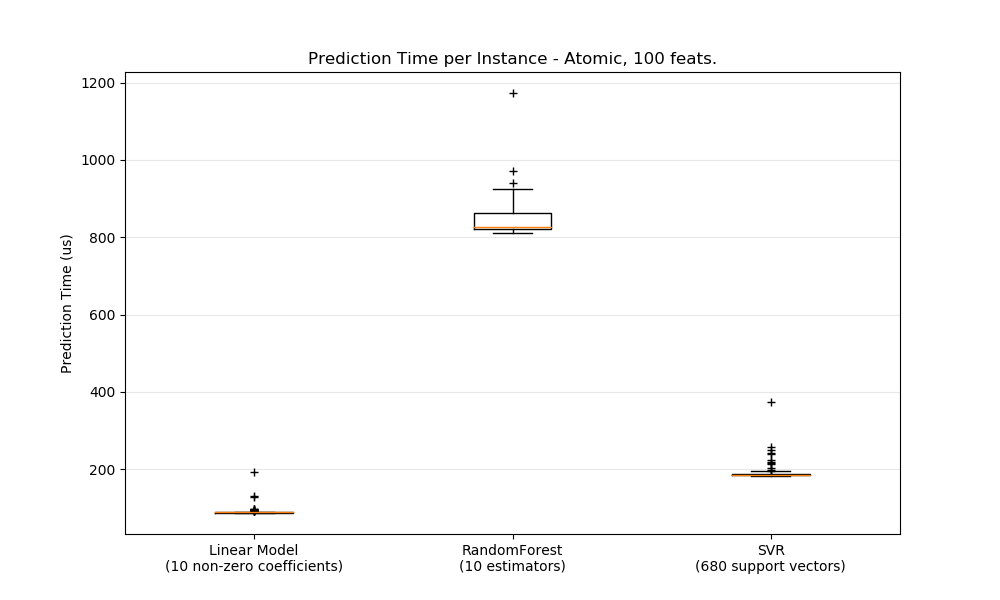 Prediction Time per Instance - Atomic, 100 feats.
1200
1000
800
600
400
200
Prediction Time (us)
Linear Model
(10 non-zero coefficients)
RandomForest
(10 estimators)
SVR
(680 support vectors)